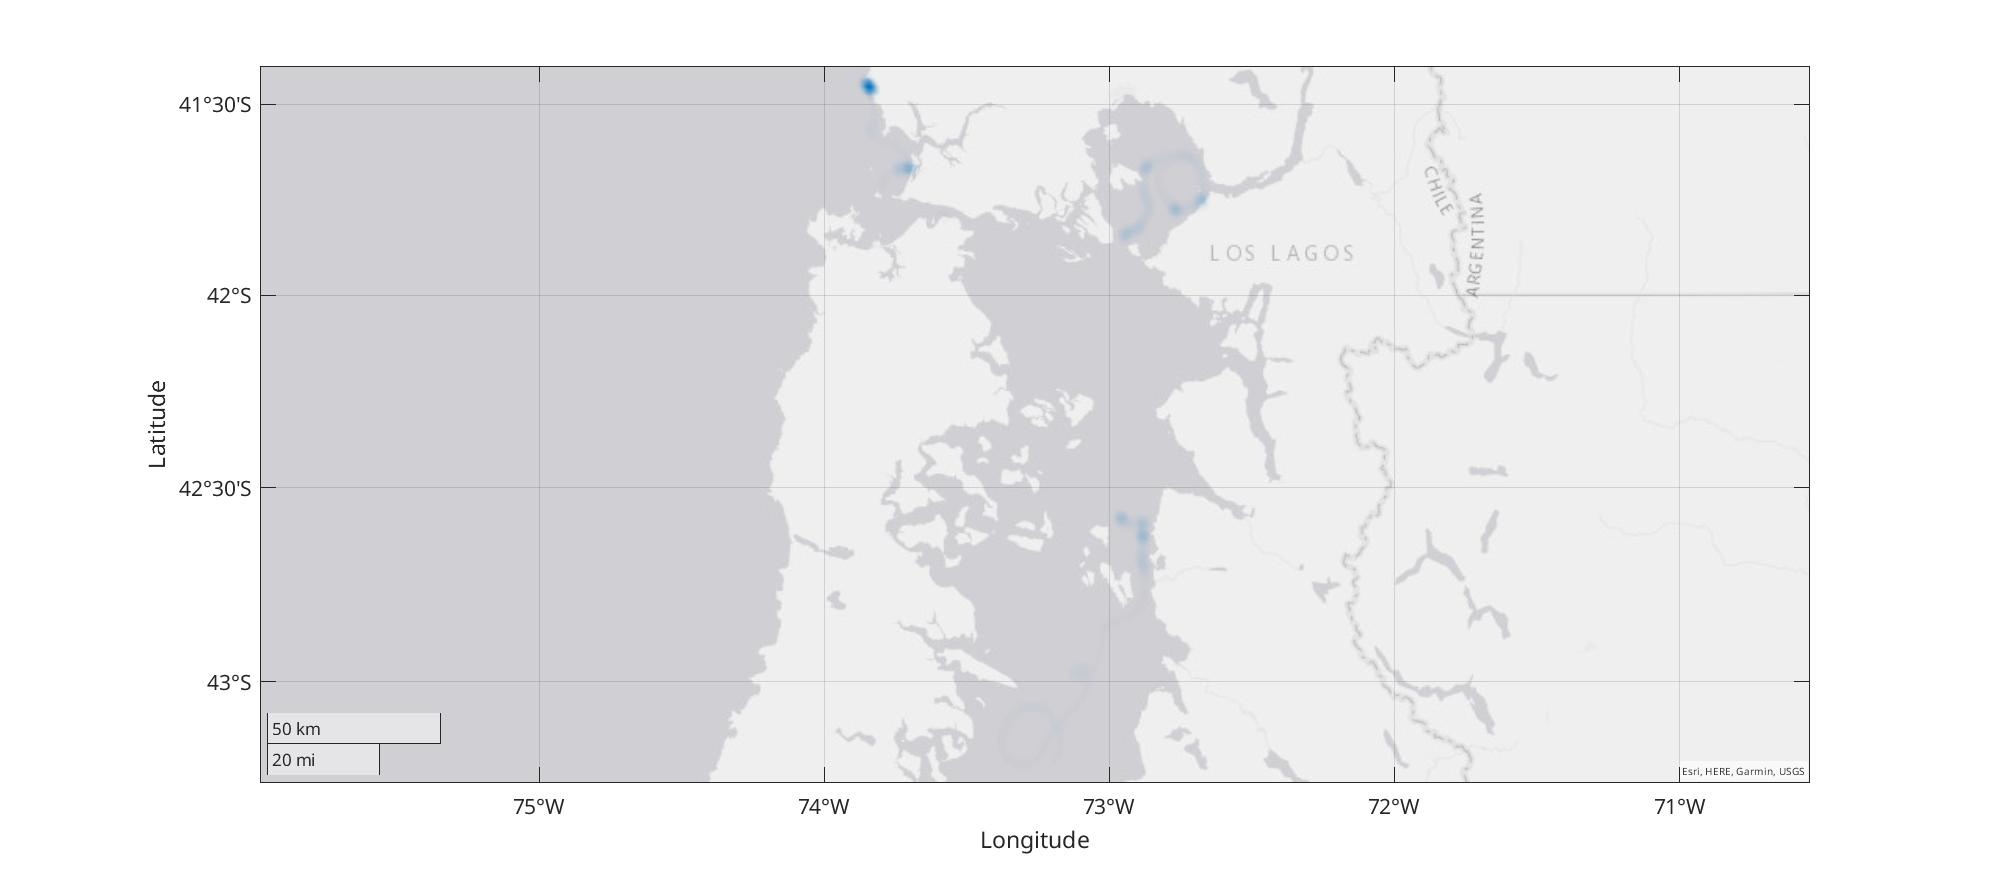 41°30'S
42°S
42°30'S
43°S
Latitude
CHILE
ARGENTINA
LOS LAGOS
50 km
20 mi
Esri, HERE, Garmin, USGS
75°W
74°W
73°W
72°W
71°W
Longitude